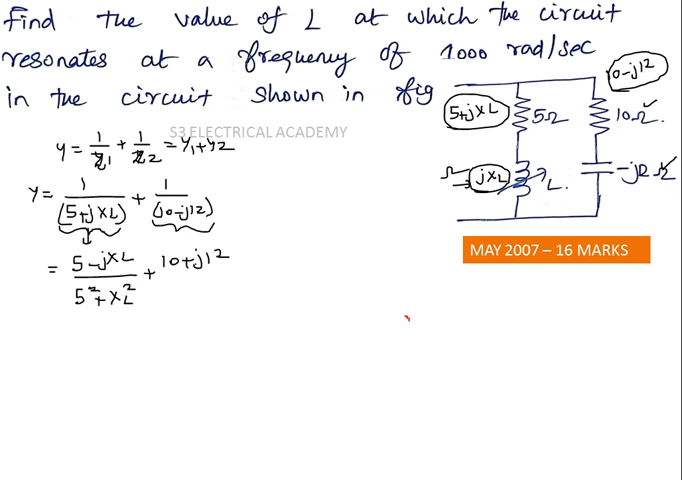 Find the value of L at which the circuit
resonates at a frequency of 1000 rad/sec
in the circuit shown in fig
10-j12
5+jXL
5Ω
10Ω
jXL
L
-j12 Ω
S3 ELECTRICAL ACADEMY
y = 1/z1 + 1/z2 = y1+y2
y = 1/(5+jXL) + 1/(10-j12)
= 5-jXL/5²+XL² + 10+j12
MAY 2007 – 16 MARKS